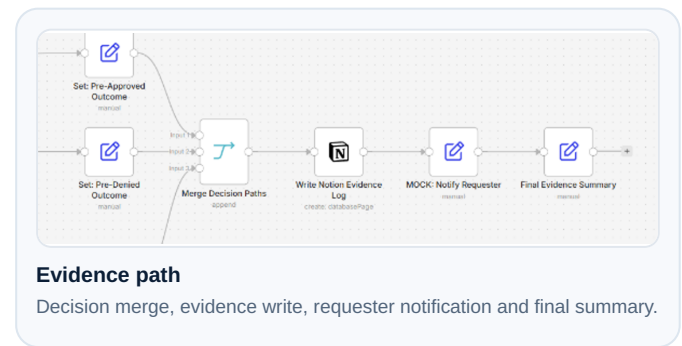 Set: Pre-Approved
Outcome
manual
Input 1
Input 2
Input 3
Set: Pre-Denied
Outcome
manual
Merge Decision Paths
append
Write Notion Evidence
Log
create: databasePage
MOCK: Notify Requester
manual
Final Evidence Summary
manual
Evidence path
Decision merge, evidence write, requester notification and final summary.